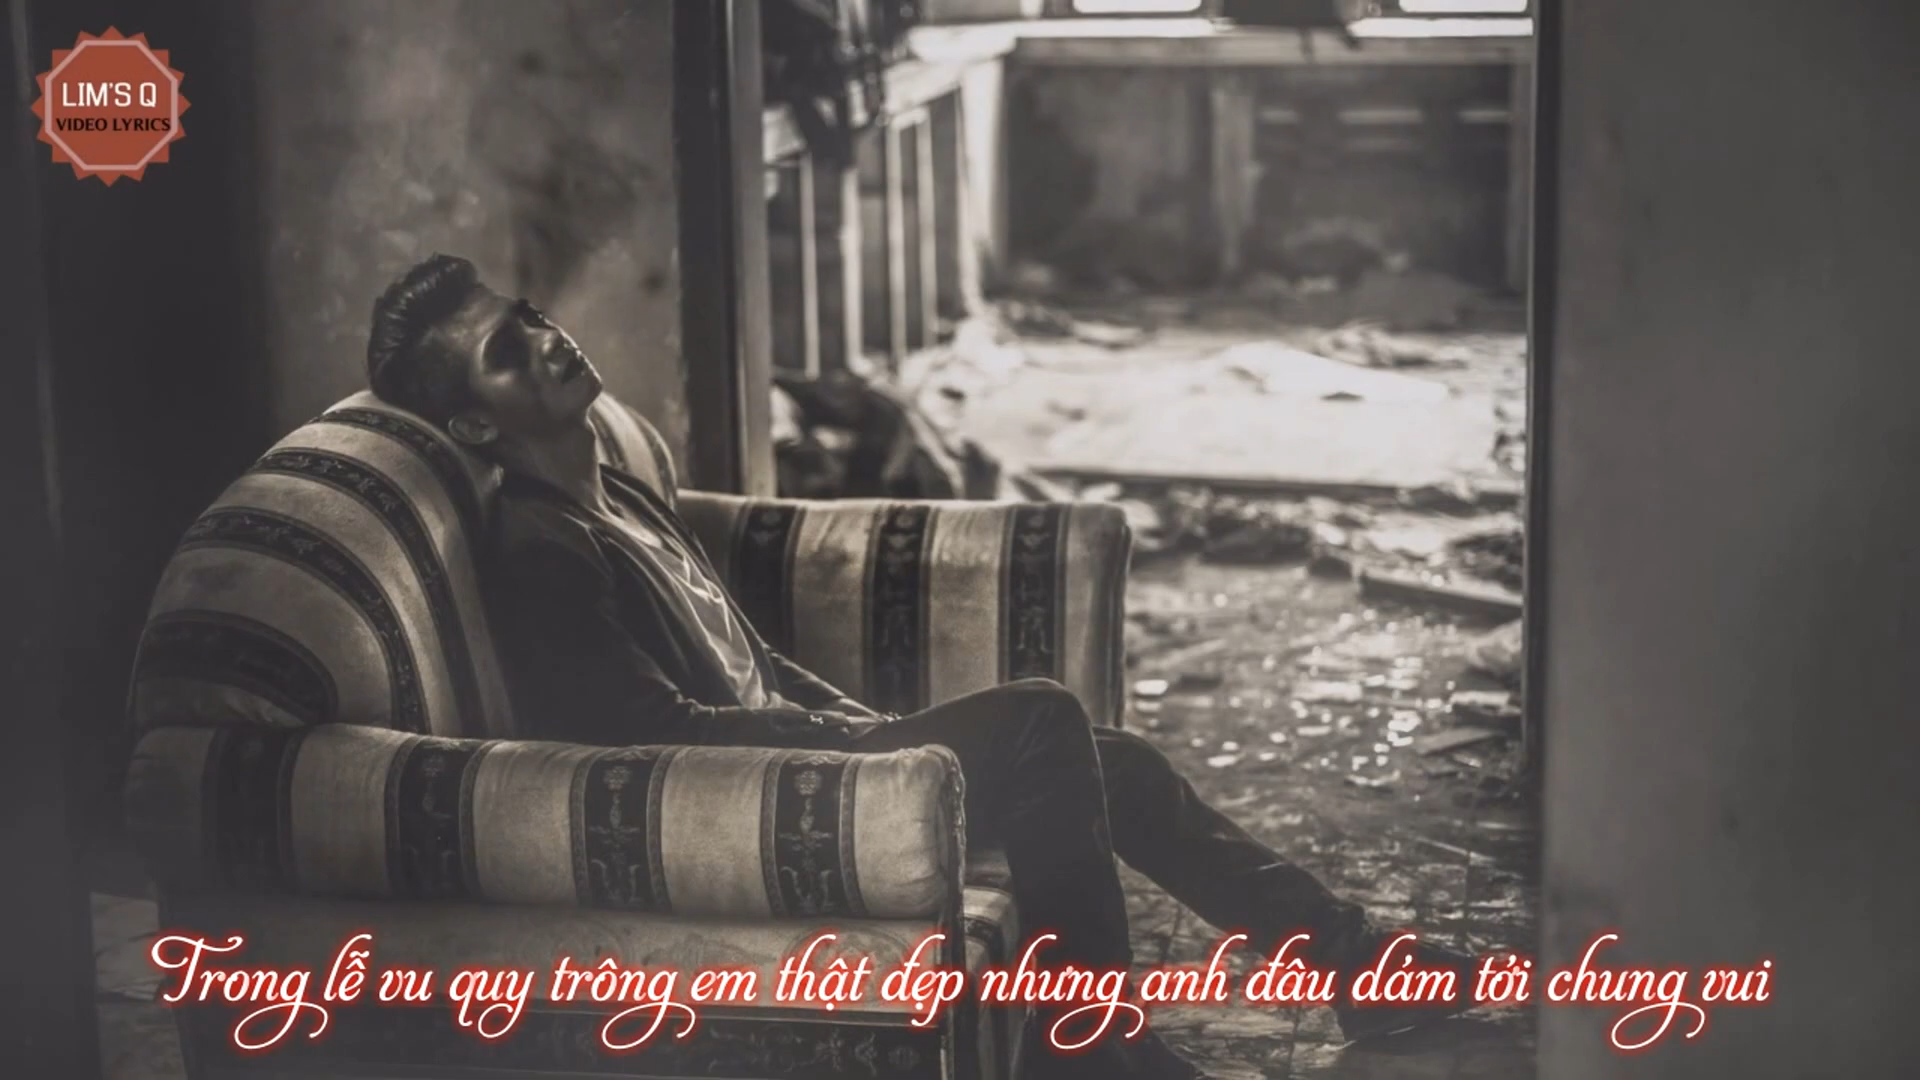 LIM'S Q
VIDEO LYRICS
Trong lễ vu quy trông em thật đẹp nhưng anh đâu dám tới chung vui